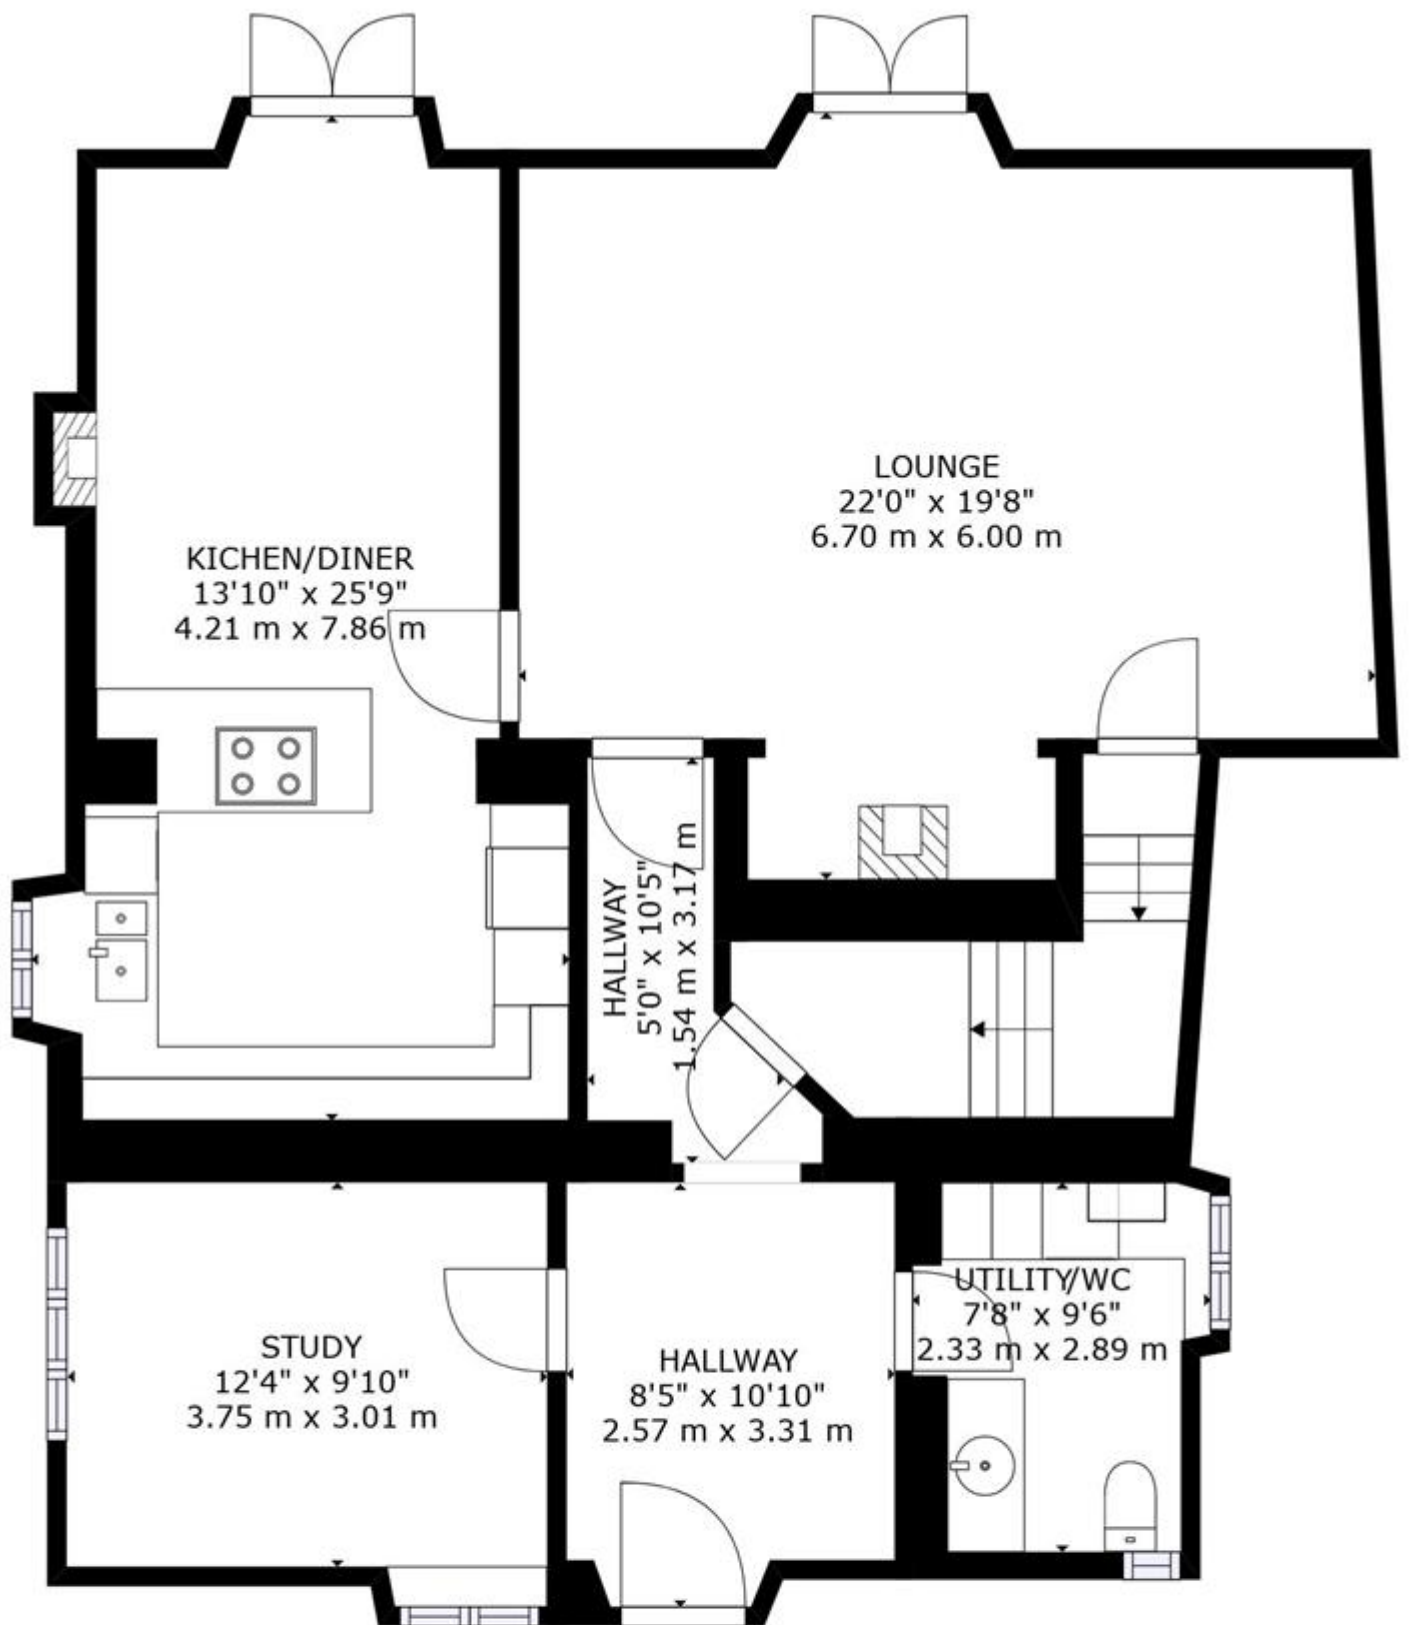 LOUNGE
22'0" x 19'8"
6.70 m x 6.00 m
KICHEN/DINER
13'10" x 25'9"
4.21 m x 7.86 m
HALLWAY
5'0" x 10'5"
1.54 m x 3.17 m
UTILITY/WC
7'8" x 9'6"
2.33 m x 2.89 m
STUDY
12'4" x 9'10"
3.75 m x 3.01 m
HALLWAY
8'5" x 10'10"
2.57 m x 3.31 m